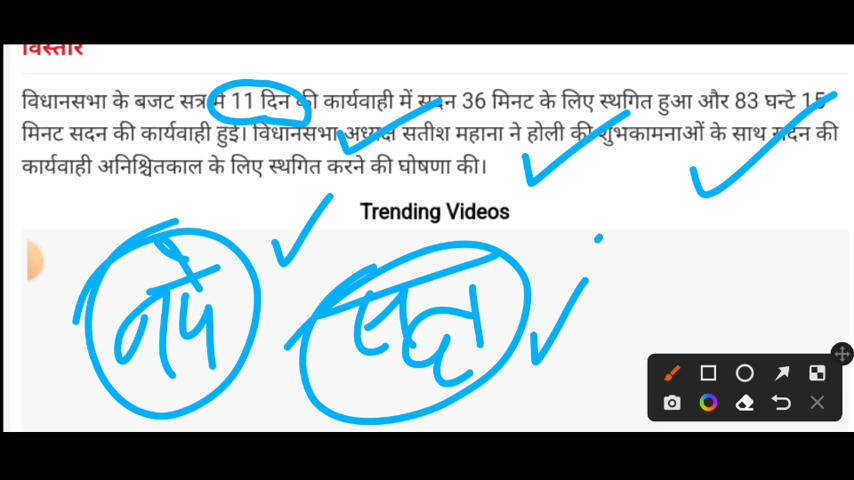 विस्तार
विधानसभा के बजट सत्र में 11 दिन की कार्यवाही में सदन 36 मिनट के लिए स्थगित हुआ और 83 घन्टे 15
मिनट सदन की कार्यवाही हुई। विधानसभा अध्यक्ष सतीश महाना ने होली की शुभकामनाओं के साथ सदन की
कार्यवाही अनिश्चितकाल के लिए स्थगित करने की घोषणा की।
Trending Videos